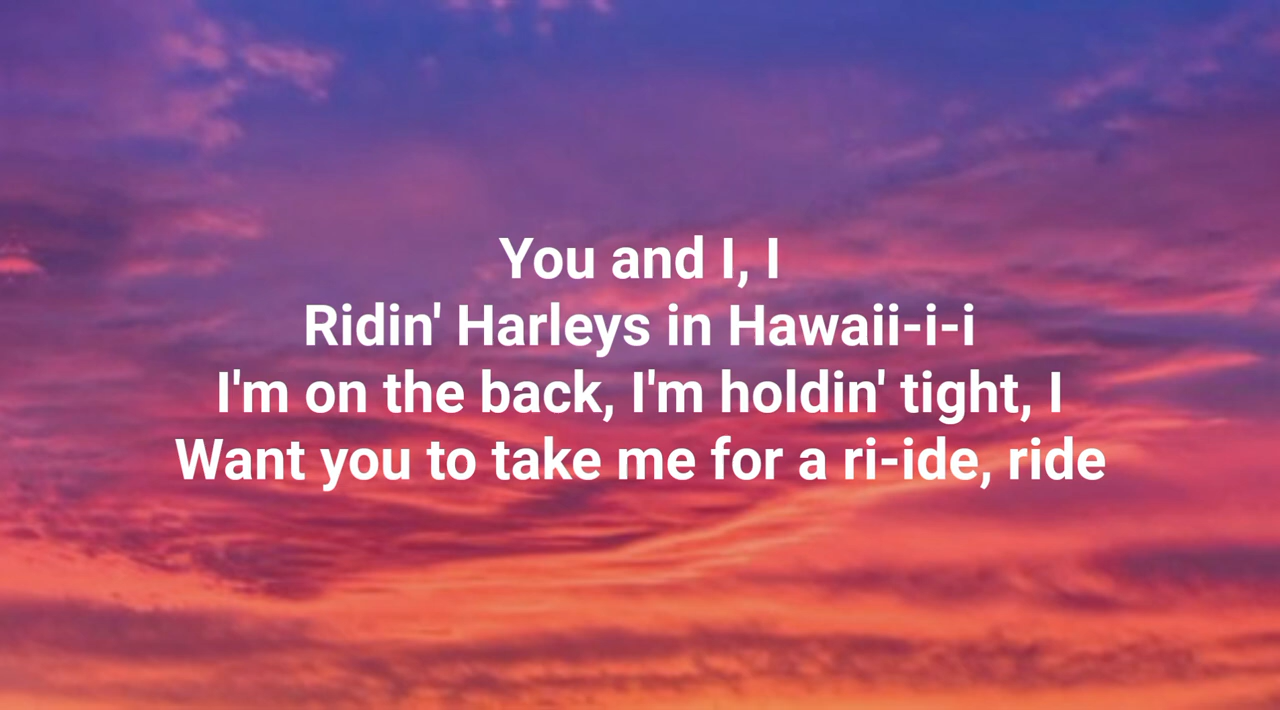 You and I, I
Ridin' Harleys in Hawaii-i-i
I'm on the back, I'm holdin' tight, I
Want you to take me for a ri-ide, ride